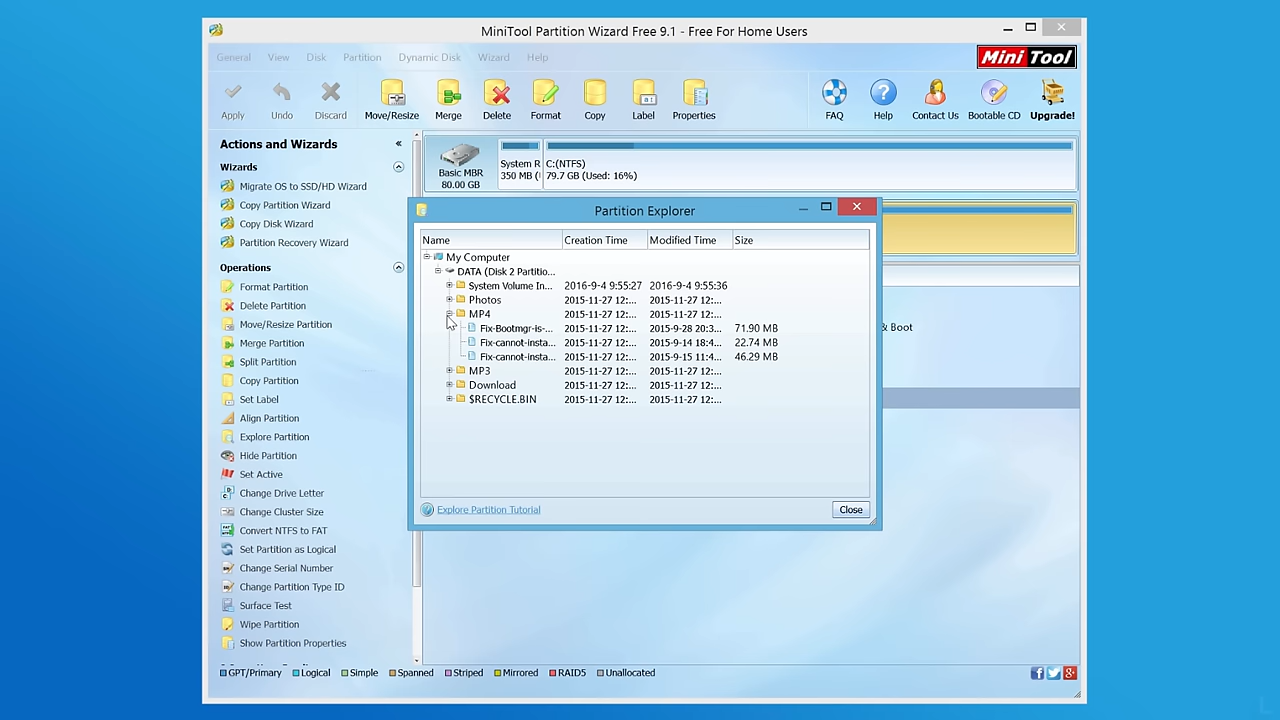 MiniTool Partition Wizard Free 9.1 - Free For Home Users
General View Disk Partition Dynamic Disk Wizard Help
Mini Tool
Apply Undo Discard Move/Resize Merge Delete Format Copy Label Properties FAQ Help Contact Us Bootable CD Upgrade!
Actions and Wizards
Wizards
Migrate OS to SSD/HD Wizard
Copy Partition Wizard
Copy Disk Wizard
Partition Recovery Wizard
Operations
Format Partition
Delete Partition
Move/Resize Partition
Merge Partition
Split Partition
Copy Partition
Set Label
Align Partition
Explore Partition
Hide Partition
Set Active
Change Drive Letter
Change Cluster Size
Convert NTFS to FAT
Set Partition as Logical
Change Serial Number
Change Partition Type ID
Surface Test
Wipe Partition
Show Partition Properties
Basic MBR
80.00 GB
System R
350 MB (
C:(NTFS)
79.7 GB (Used: 16%)
Partition Explorer
Name Creation Time Modified Time Size
My Computer
DATA (Disk 2 Partitio...
System Volume In... 2016-9-4 9:55:27 2016-9-4 9:55:36
Photos 2015-11-27 12:... 2015-11-27 12:...
MP4 2015-11-27 12:... 2015-11-27 12:...
Fix-Bootmgr-is-... 2015-11-27 12:... 2015-9-28 20:3... 71.90 MB
Fix-cannot-insta... 2015-11-27 12:... 2015-9-14 18:4... 22.74 MB
Fix-cannot-insta... 2015-11-27 12:... 2015-9-15 11:4... 46.29 MB
MP3 2015-11-27 12:... 2015-11-27 12:...
Download 2015-11-27 12:... 2015-11-27 12:...
$RECYCLE.BIN 2015-11-27 12:... 2015-11-27 12:...
Explore Partition Tutorial
Close
& Boot
GPT/Primary Logical Simple Spanned Striped Mirrored RAID5 Unallocated